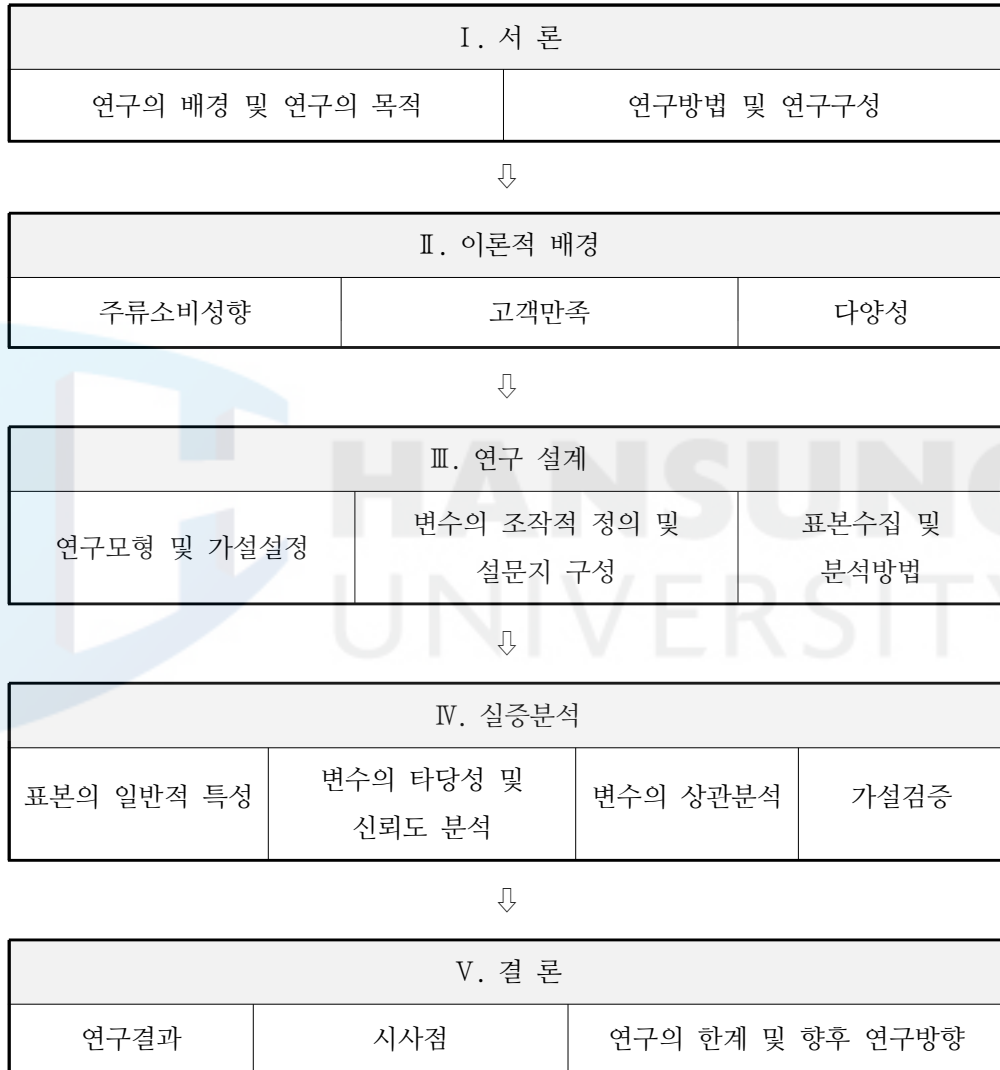 Ⅰ. 서 론
연구의 배경 및 연구의 목적
연구방법 및 연구구성
⇩
Ⅱ. 이론적 배경
주류소비성향
고객만족
다양성
⇩
Ⅲ. 연구 설계
연구모형 및 가설설정
변수의 조작적 정의 및
설문지 구성
표본수집 및
분석방법
⇩
Ⅳ. 실증분석
표본의 일반적 특성
변수의 타당성 및
신뢰도 분석
변수의 상관분석
가설검증
⇩
Ⅴ. 결 론
연구결과
시사점
연구의 한계 및 향후 연구방향
HANSUNG
UNIVERSITY